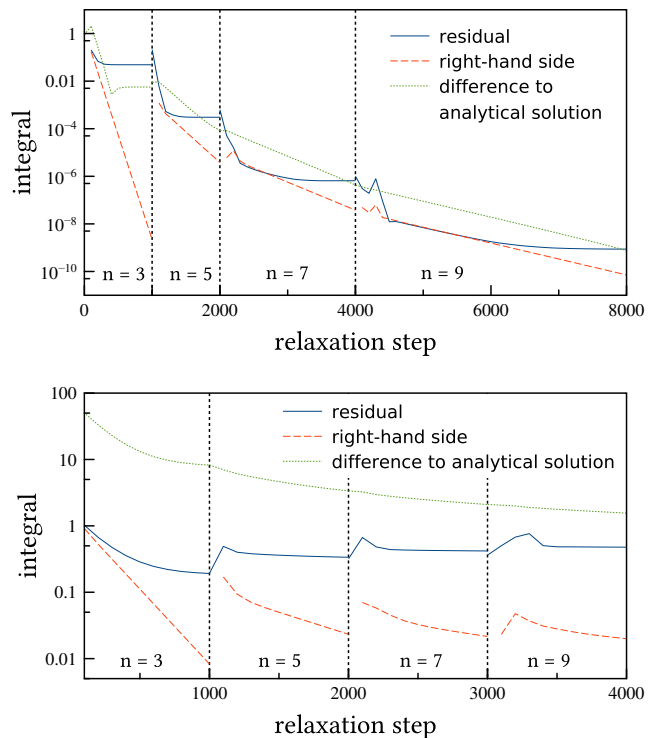 residual
right-hand side
difference to
analytical solution
1
0.01
10⁻⁴
10⁻⁶
10⁻⁸
10⁻¹⁰
integral
n = 3
n = 5
n = 7
n = 9
0
2000
4000
6000
8000
relaxation step
residual
right-hand side
difference to analytical solution
100
10
1
0.1
0.01
integral
n = 3
n = 5
n = 7
n = 9
1000
2000
3000
4000
relaxation step